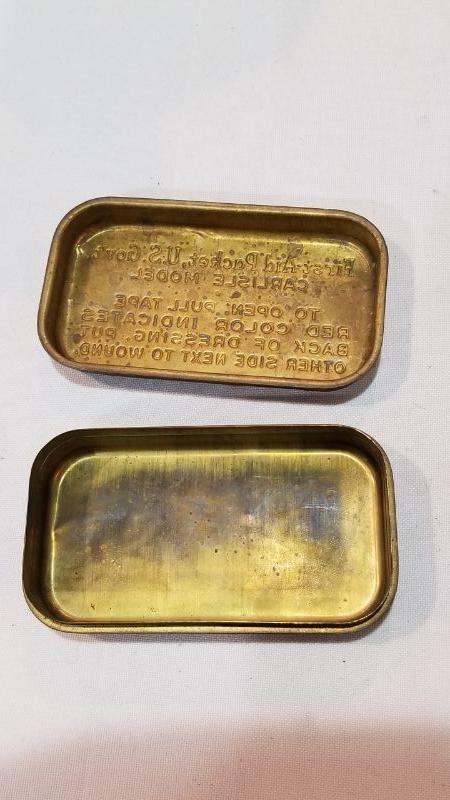 First-Aid Packet, U.S. Gov't.
CARLISLE MODEL
TO OPEN: PULL TAPE
RED COLOR INDICATES
BACK OF DRESSING, PUT
OTHER SIDE NEXT TO WOUND.